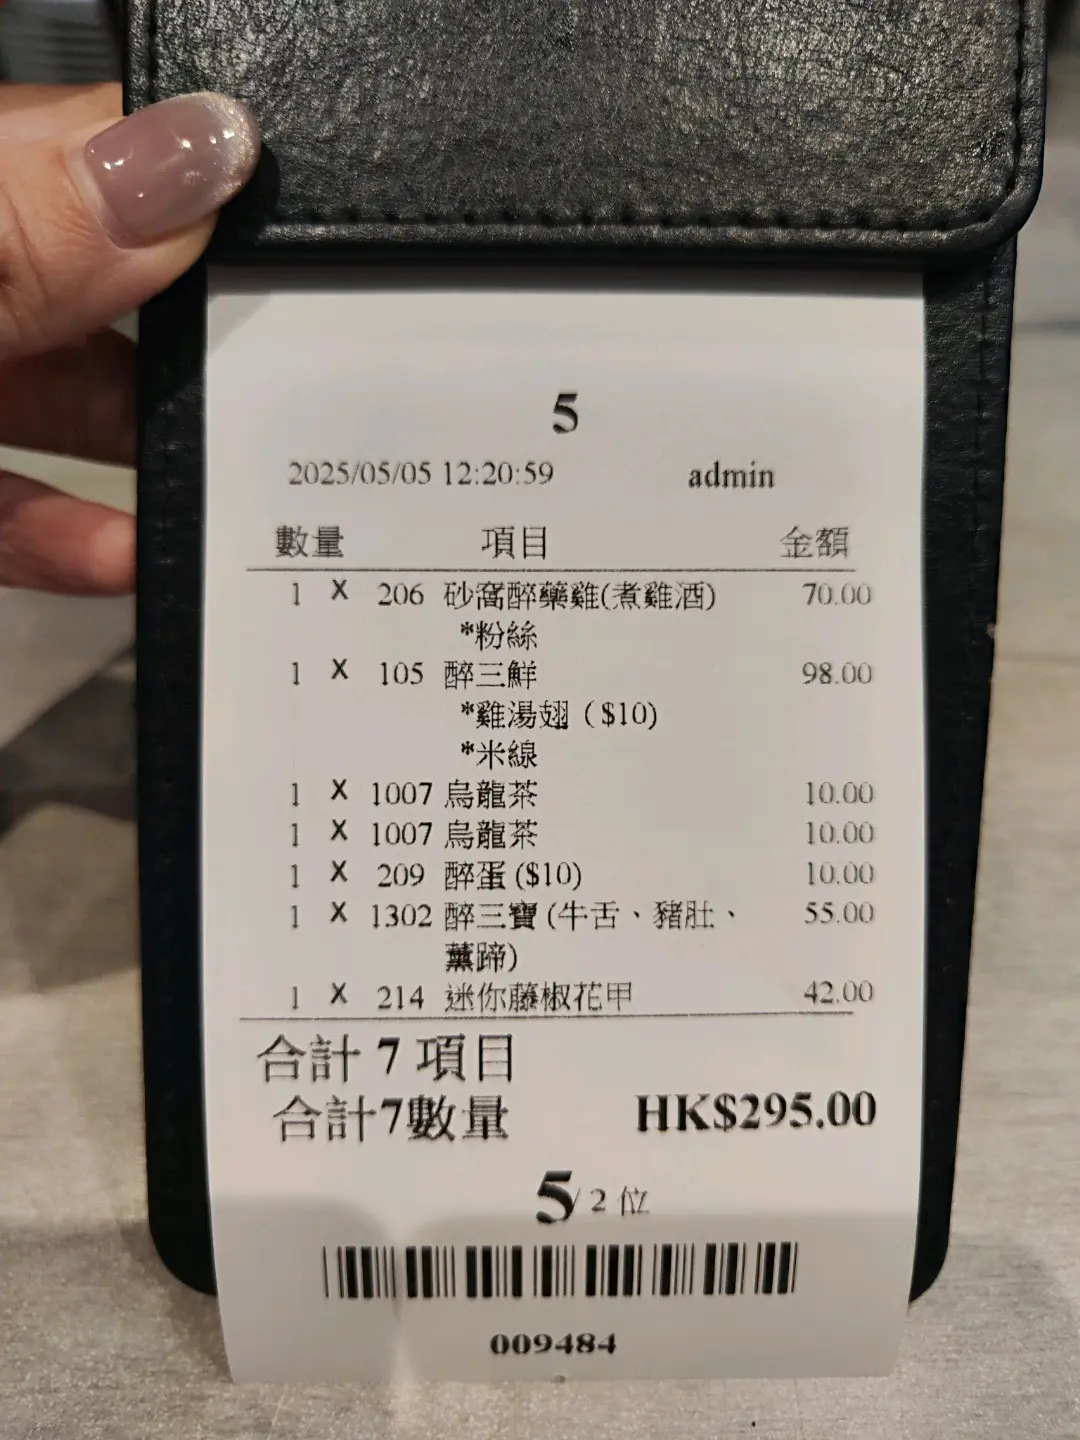 5
2025/05/05 12:20:59 admin
數量 項目 金額
1 X 206 砂窩醉藥雞(煮雞酒) 70.00
*粉絲
1 X 105 醉三鮮 98.00
*雞湯翅（$10)
*米線
1 X 1007 烏龍茶 10.00
1 X 1007 烏龍茶 10.00
1 X 209 醉蛋 ($10) 10.00
1 X 1302 醉三寶 (牛舌、豬肚、 55.00
薰蹄)
1 X 214 迷你藤椒花甲 42.00
合計 7 項目
合計7數量 HK$295.00
5/ 2 位
009484